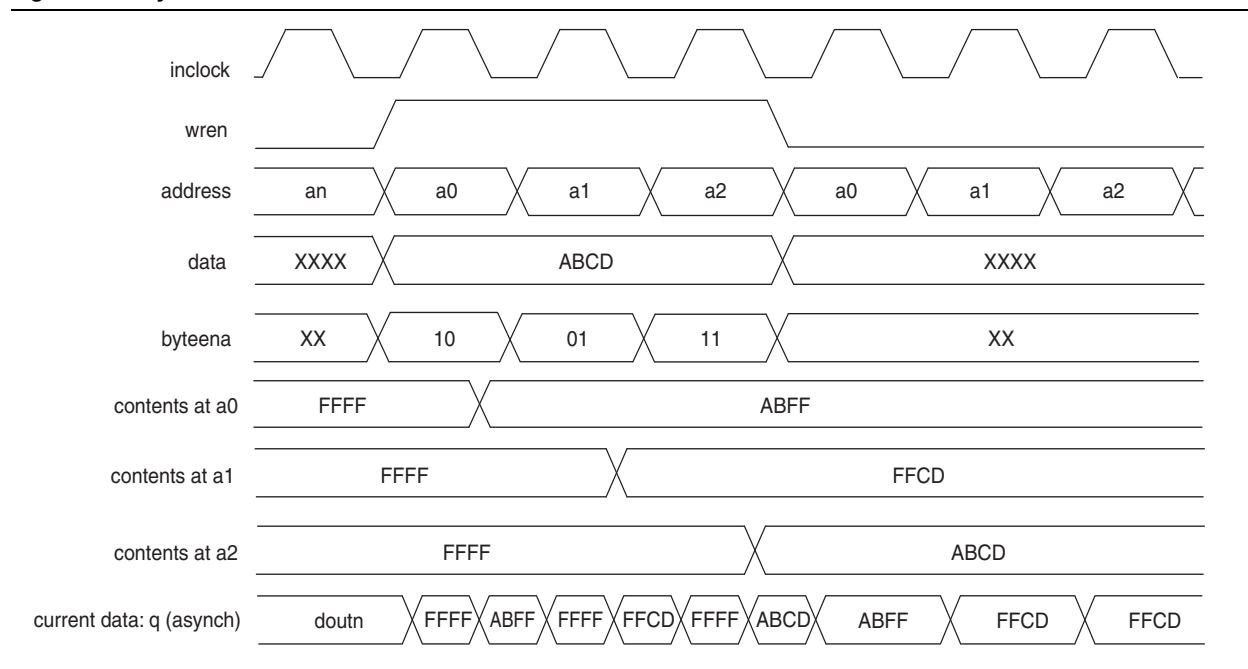 inclock
wren
address an a0 a1 a2 a0 a1 a2
data XXXX ABCD XXXX
byteena XX 10 01 11 XX
contents at a0 FFFF ABFF
contents at a1 FFFF FFCD
contents at a2 FFFF ABCD
current data: q (asynch) doutn FFFF ABFF FFFF FFCD FFFF ABCD ABFF FFCD FFCD